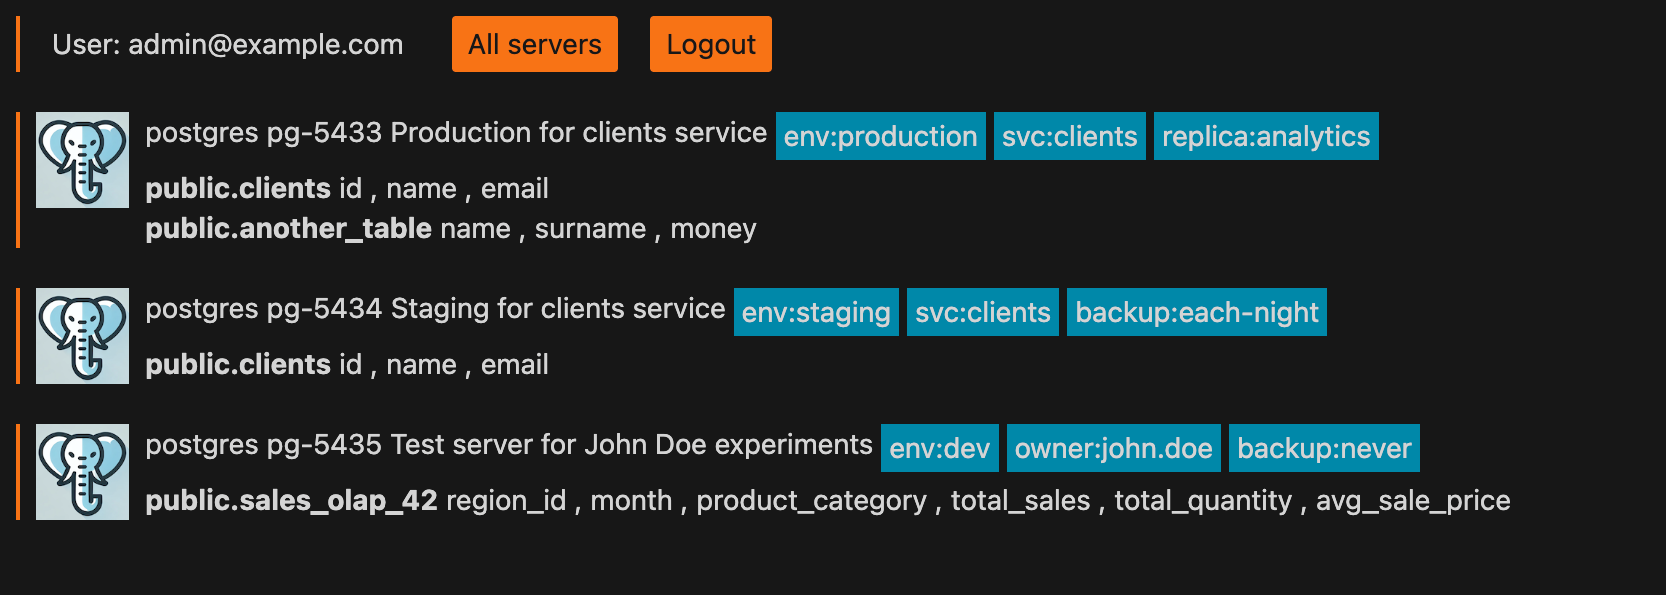 User: admin@example.com All servers Logout
postgres pg-5433 Production for clients service env:production svc:clients replica:analytics
public.clients id , name , email
public.another_table name , surname , money
postgres pg-5434 Staging for clients service env:staging svc:clients backup:each-night
public.clients id , name , email
postgres pg-5435 Test server for John Doe experiments env:dev owner:john.doe backup:never
public.sales_olap_42 region_id , month , product_category , total_sales , total_quantity , avg_sale_price